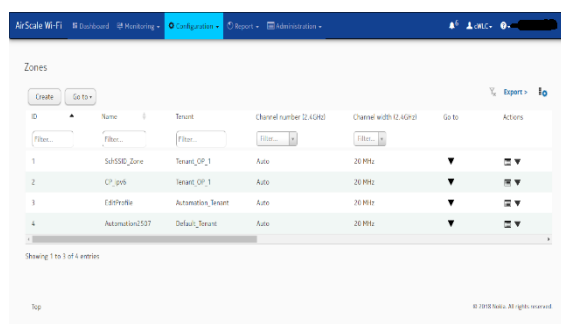 AirScale Wi-Fi Dashboard Monitoring Configuration Report Administration 6 cWLC
Zones
Create Go to Export >
ID Name Tenant Channel number (2.4GHz) Channel width (2.4GHz) Go to Actions
Filter... Filter... Filter... Filter... Filter...
1 SchSSID_Zone Tenant_OP_1 Auto 20 MHz
2 CP_ipv6 Tenant_OP_1 Auto 20 MHz
3 EditProfile Automation_Tenant Auto 20 MHz
4 Automation2537 Default_Tenant Auto 20 MHz
Showing 1 to 3 of 4 entries
Top © 2018 Nokia. All rights reserved.